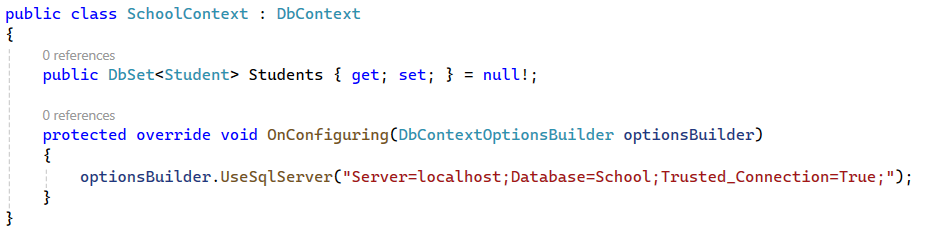 public class SchoolContext : DbContext
{
0 references
public DbSet<Student> Students { get; set; } = null!;
0 references
protected override void OnConfiguring(DbContextOptionsBuilder optionsBuilder)
{
optionsBuilder.UseSqlServer("Server=localhost;Database=School;Trusted_Connection=True;");
}
}